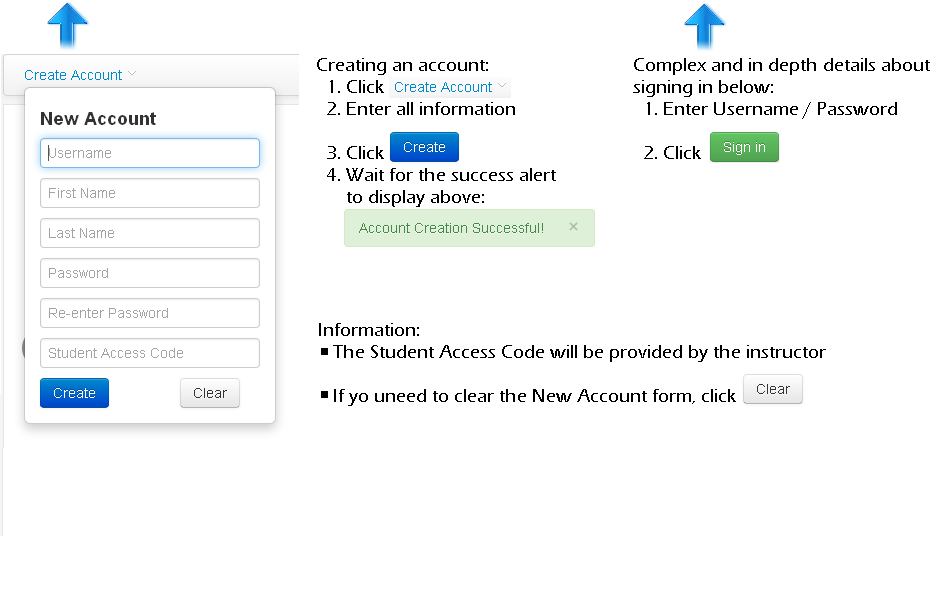 Create Account
New Account
Username
First Name
Last Name
Password
Re-enter Password
Student Access Code
Create
Clear
Creating an account:
1. Click Create Account
2. Enter all information
3. Click Create
4. Wait for the success alert
to display above:
Account Creation Successful! ×
Complex and in depth details about
signing in below:
1. Enter Username / Password
2. Click Sign in
Information:
▪ The Student Access Code will be provided by the instructor
▪ If yo uneed to clear the New Account form, click Clear